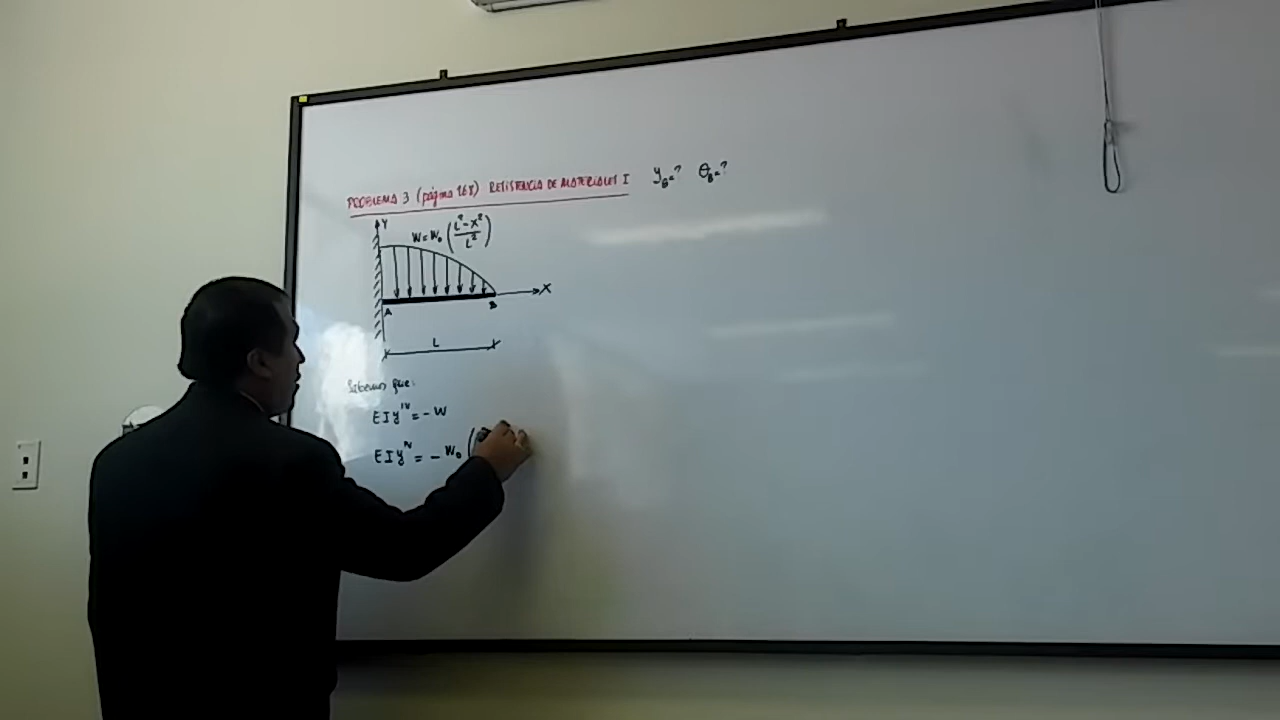 PROBLEMA 3 (página 168) RESISTENCIA DE MATERIALES I y_B=? θ_B=?
Y
W=W₀(L²-X²/L²)
X
A B
L
Sabemos que:
EIy^IV = -W
EIy^IV = -W₀(